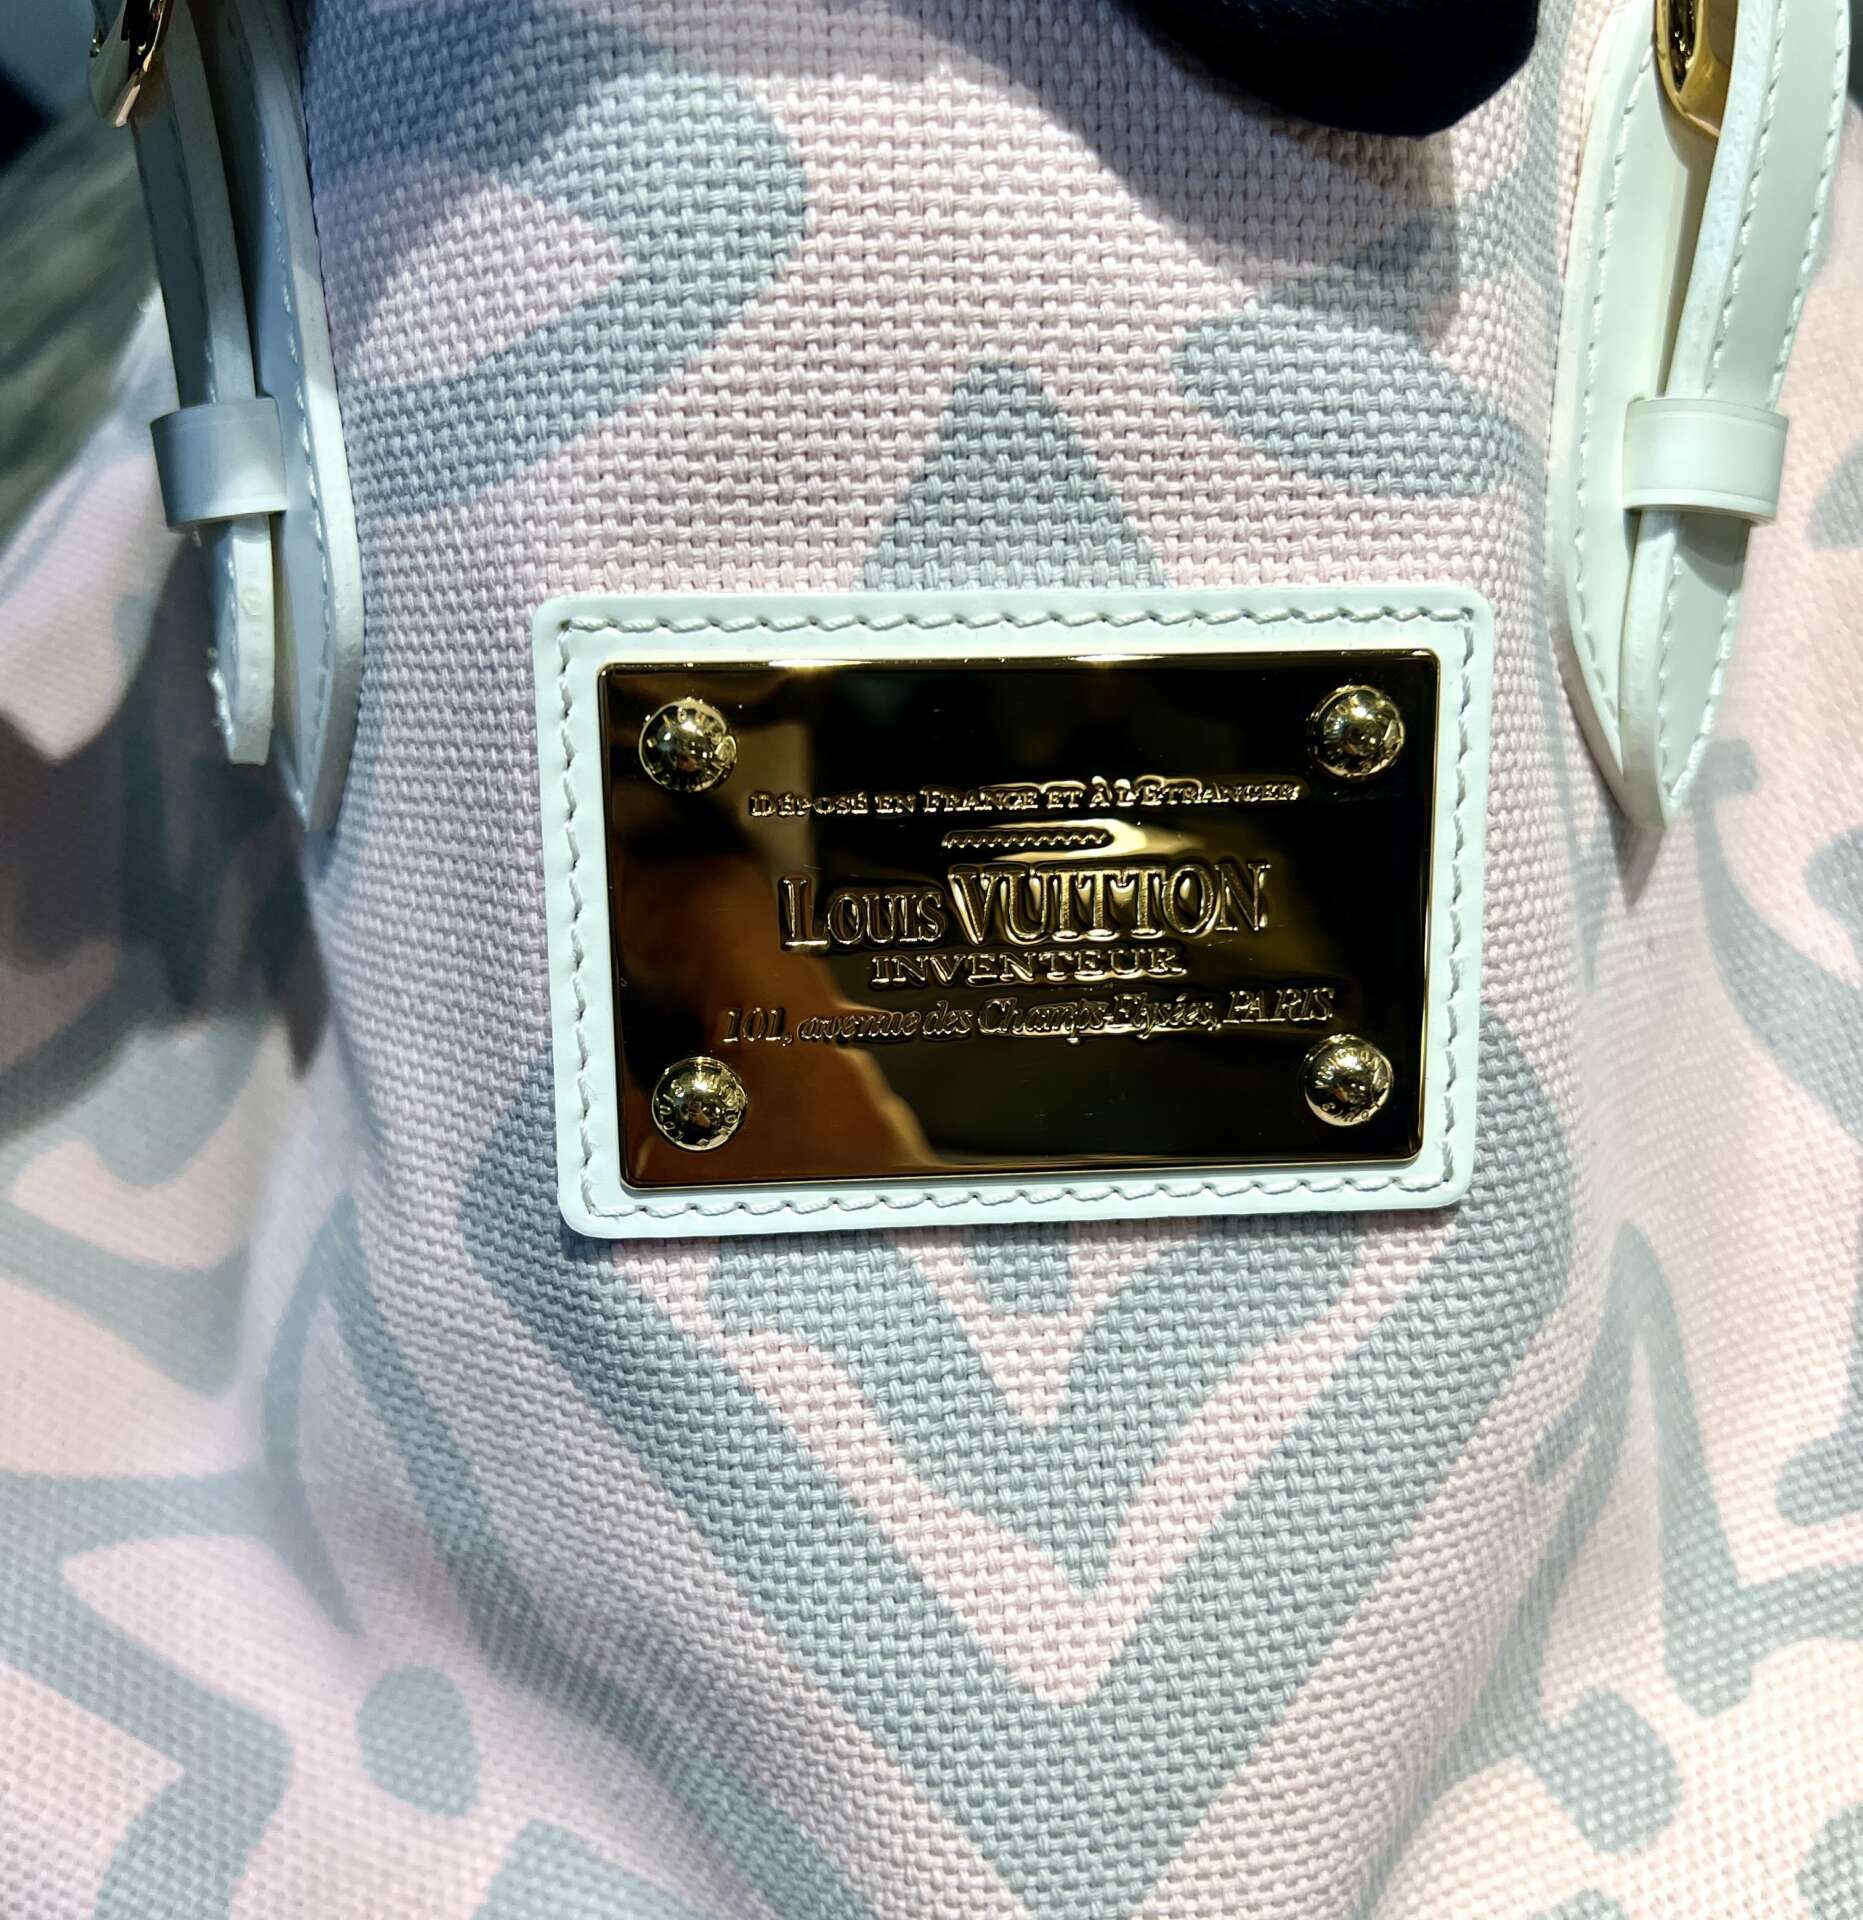 DÉPOSÉ EN FRANCE ET À L'ÉTRANGER
LOUIS VUITTON
INVENTEUR
101, avenue des Champs-Elysées, PARIS